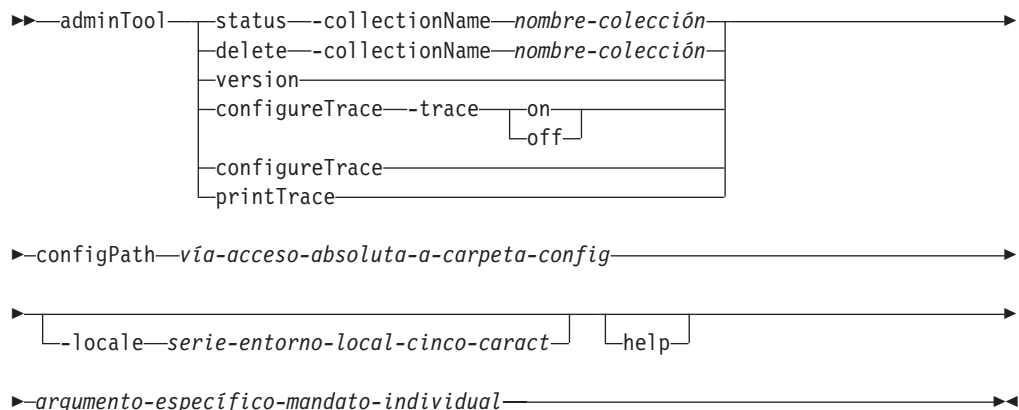 adminTool status -collectionName nombre-colección
delete -collectionName nombre-colección
version
configureTrace -trace on
off
configureTrace
printTrace
configPath vía-acceso-absoluta-a-carpeta-config
-locale serie-entorno-local-cinco-caract help
argumento-específico-mandato-individual